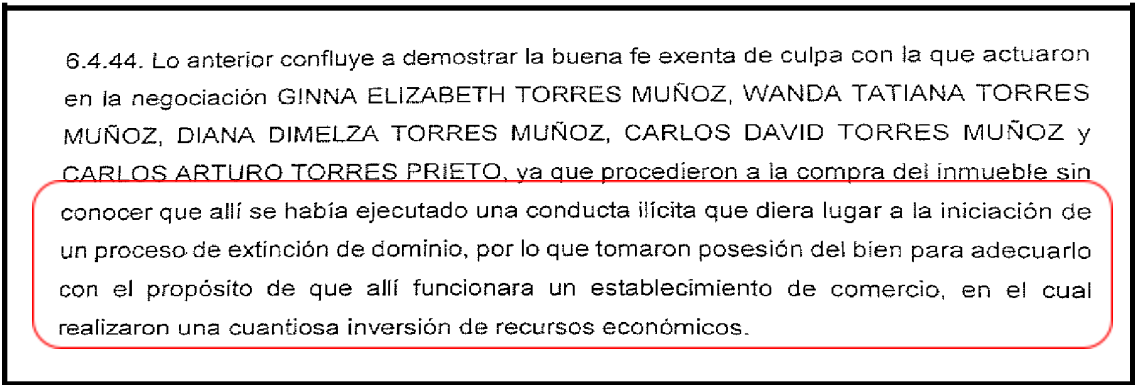 6.4.44. Lo anterior confluye a demostrar la buena fe exenta de culpa con la que actuaron
en la negociación GINNA ELIZABETH TORRES MUÑOZ, WANDA TATIANA TORRES
MUÑOZ, DIANA DIMELZA TORRES MUÑOZ, CARLOS DAVID TORRES MUÑOZ y
CARLOS ARTURO TORRES PRIETO, ya que procedieron a la compra del inmueble sin
conocer que allí se había ejecutado una conducta ilícita que diera lugar a la iniciación de
un proceso de extinción de dominio, por lo que tomaron posesión del bien para adecuarlo
con el propósito de que allí funcionara un establecimiento de comercio, en el cual
realizaron una cuantiosa inversión de recursos económicos.